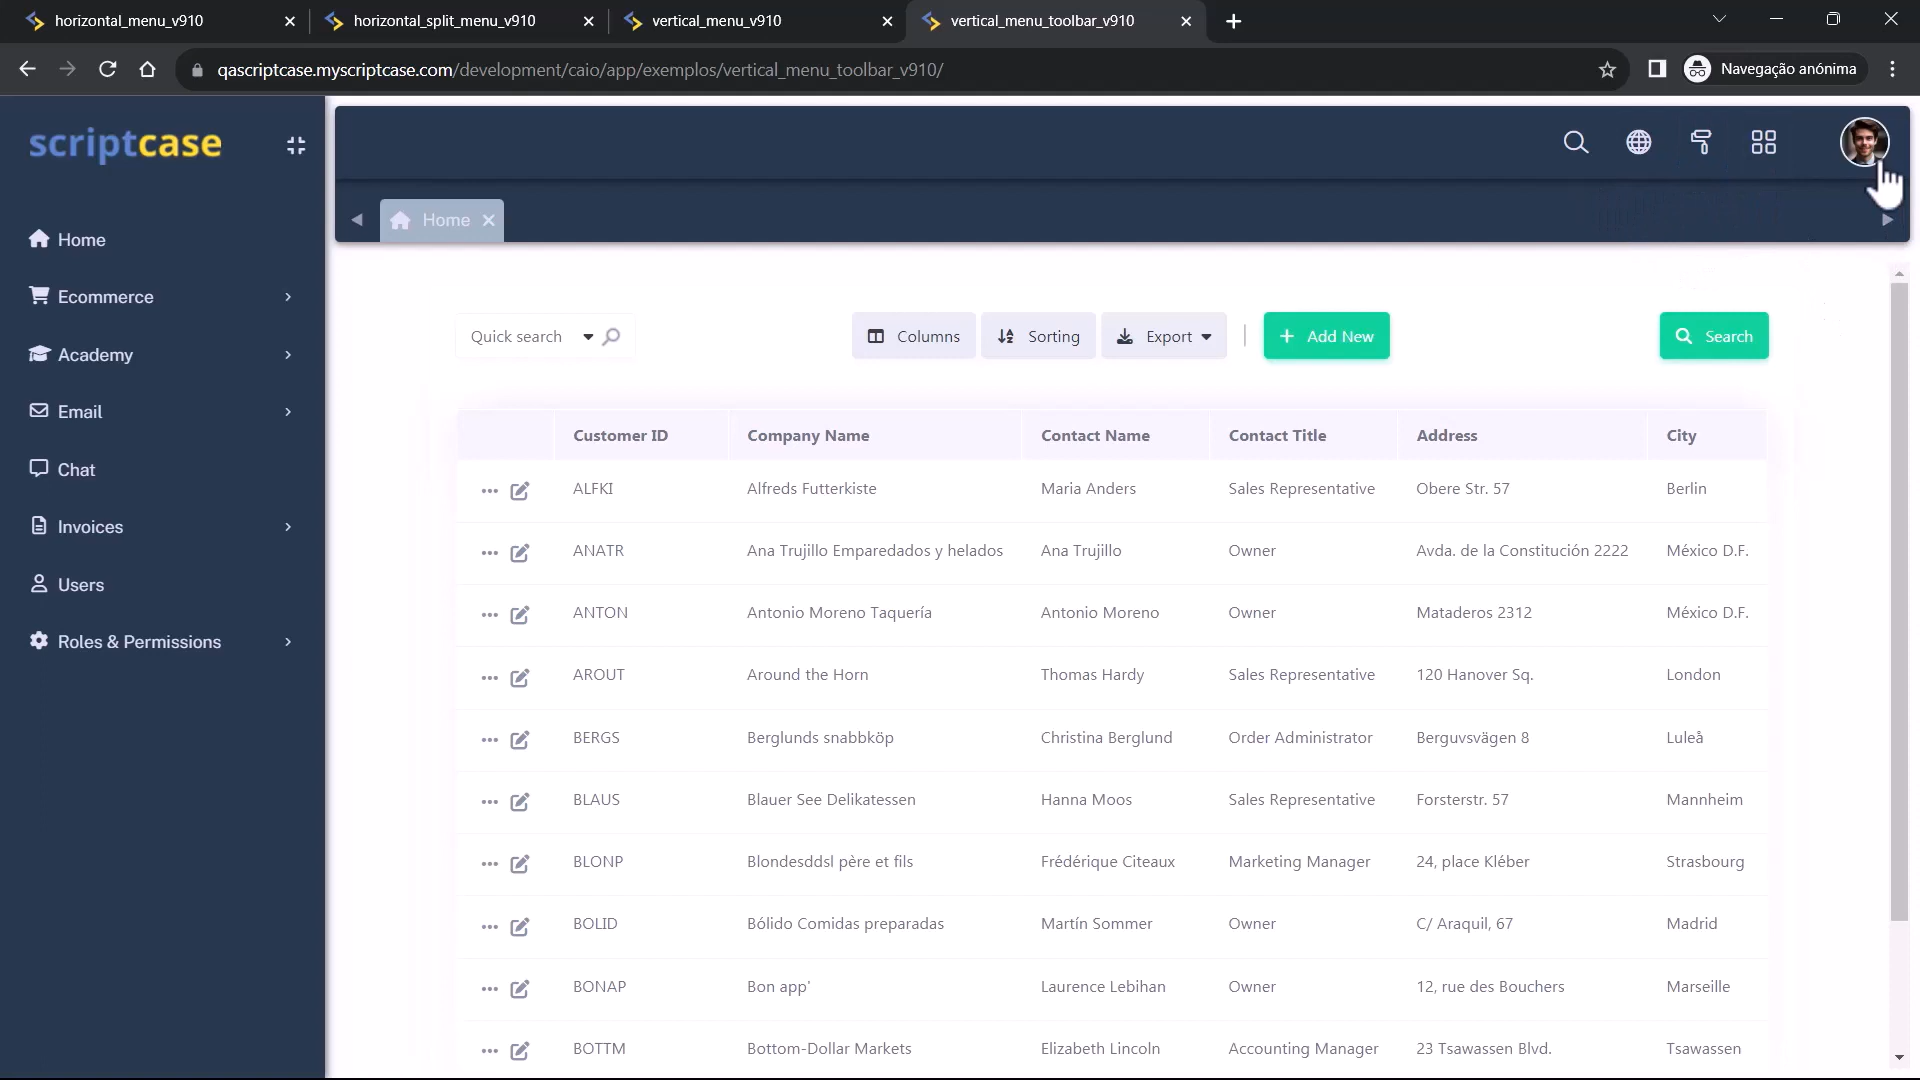 horizontal_menu_v910
horizontal_split_menu_v910
vertical_menu_v910
vertical_menu_toolbar_v910
qascriptcase.myscriptcase.com/development/caio/app/exemplos/vertical_menu_toolbar_v910/
Navegação anónima
scriptcase
Home
Home
Ecommerce
Academy
Email
Chat
Invoices
Users
Roles & Permissions
Quick search
Columns
Sorting
Export
Add New
Search
Customer ID Company Name Contact Name Contact Title Address City
ALFKI Alfreds Futterkiste Maria Anders Sales Representative Obere Str. 57 Berlin
ANATR Ana Trujillo Emparedados y helados Ana Trujillo Owner Avda. de la Constitución 2222 México D.F.
ANTON Antonio Moreno Taquería Antonio Moreno Owner Mataderos 2312 México D.F.
AROUT Around the Horn Thomas Hardy Sales Representative 120 Hanover Sq. London
BERGS Berglunds snabbköp Christina Berglund Order Administrator Berguvsvägen 8 Luleå
BLAUS Blauer See Delikatessen Hanna Moos Sales Representative Forsterstr. 57 Mannheim
BLONP Blondesddsl père et fils Frédérique Citeaux Marketing Manager 24, place Kléber Strasbourg
BOLID Bólido Comidas preparadas Martín Sommer Owner C/ Araquil, 67 Madrid
BONAP Bon app' Laurence Lebihan Owner 12, rue des Bouchers Marseille
BOTTM Bottom-Dollar Markets Elizabeth Lincoln Accounting Manager 23 Tsawassen Blvd. Tsawassen